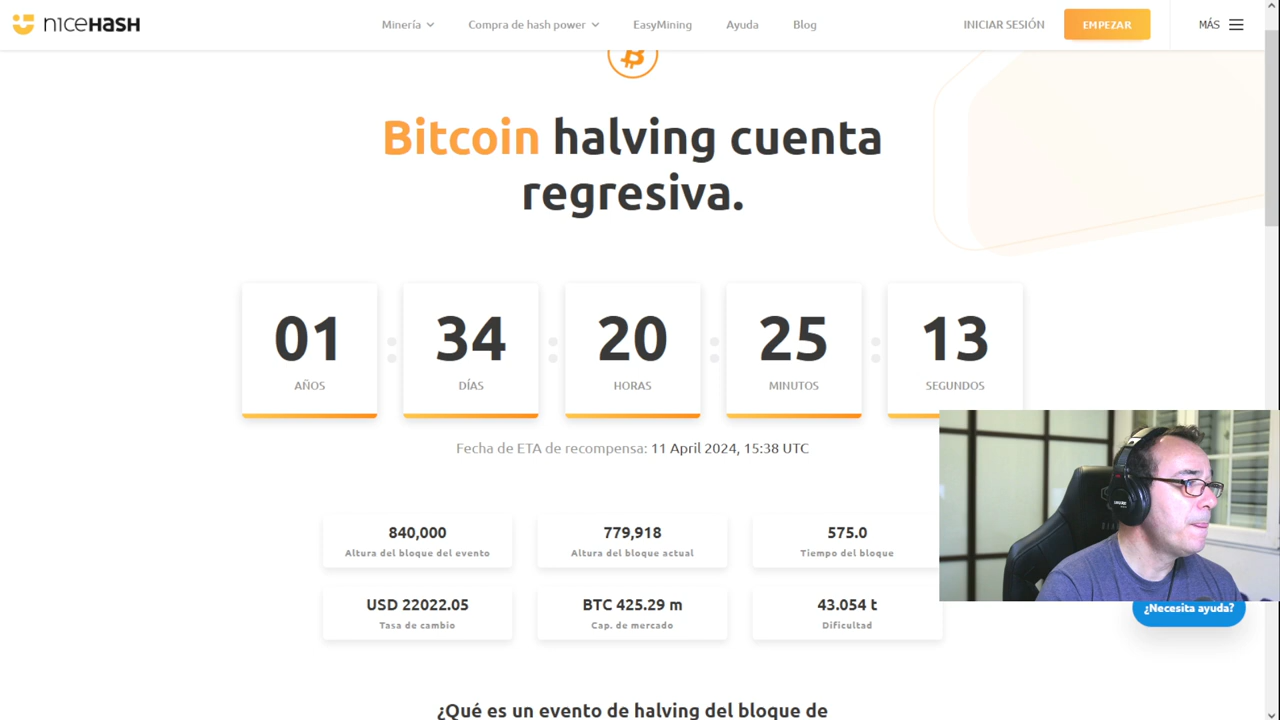 nıceHASH
Minería
Compra de hash power
EasyMining
Ayuda
Blog
INICIAR SESIÓN
EMPEZAR
MÁS
Bitcoin halving cuenta
regresiva.
01
AÑOS
34
DÍAS
20
HORAS
25
MINUTOS
13
SEGUNDOS
Fecha de ETA de recompensa: 11 April 2024, 15:38 UTC
840,000
Altura del bloque del evento
779,918
Altura del bloque actual
575.0
Tiempo del bloque
USD 22022.05
Tasa de cambio
BTC 425.29 m
Cap. de mercado
43.054 t
Dificultad
¿Necesita ayuda?
¿Qué es un evento de halving del bloque de